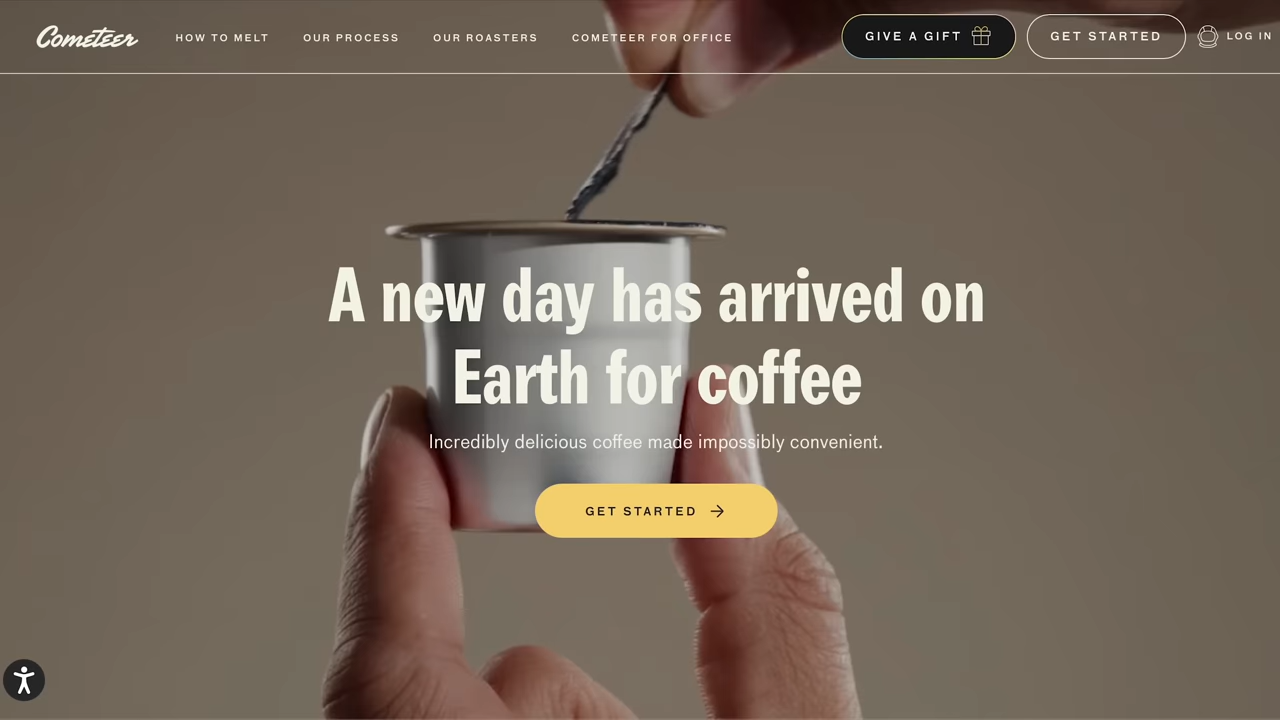 Cometeer
HOW TO MELT
OUR PROCESS
OUR ROASTERS
COMETEER FOR OFFICE
GIVE A GIFT
GET STARTED
LOG IN
A new day has arrived on
Earth for coffee
Incredibly delicious coffee made impossibly convenient.
GET STARTED